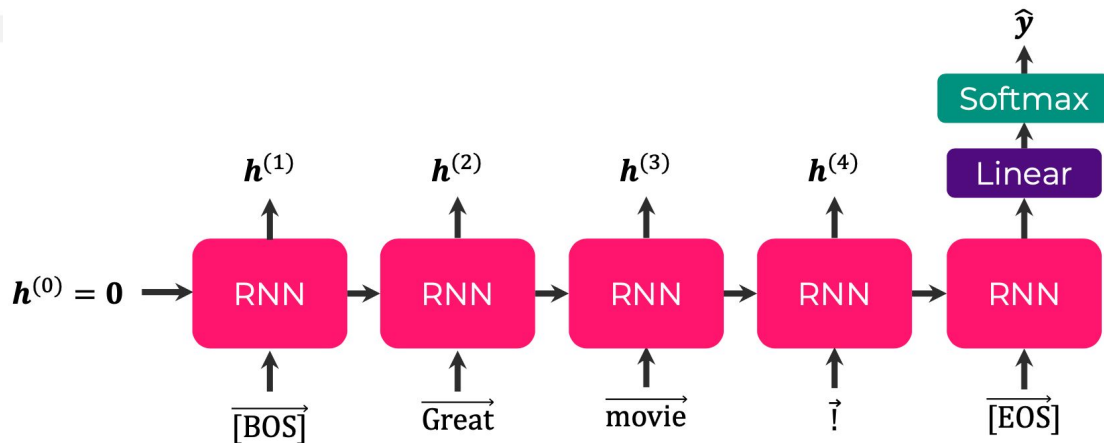 ŷ
Softmax
Linear
h⁽¹⁾ h⁽²⁾ h⁽³⁾ h⁽⁴⁾
h⁽⁰⁾ = 0 RNN RNN RNN RNN RNN
[BOS] Great movie ! [EOS]